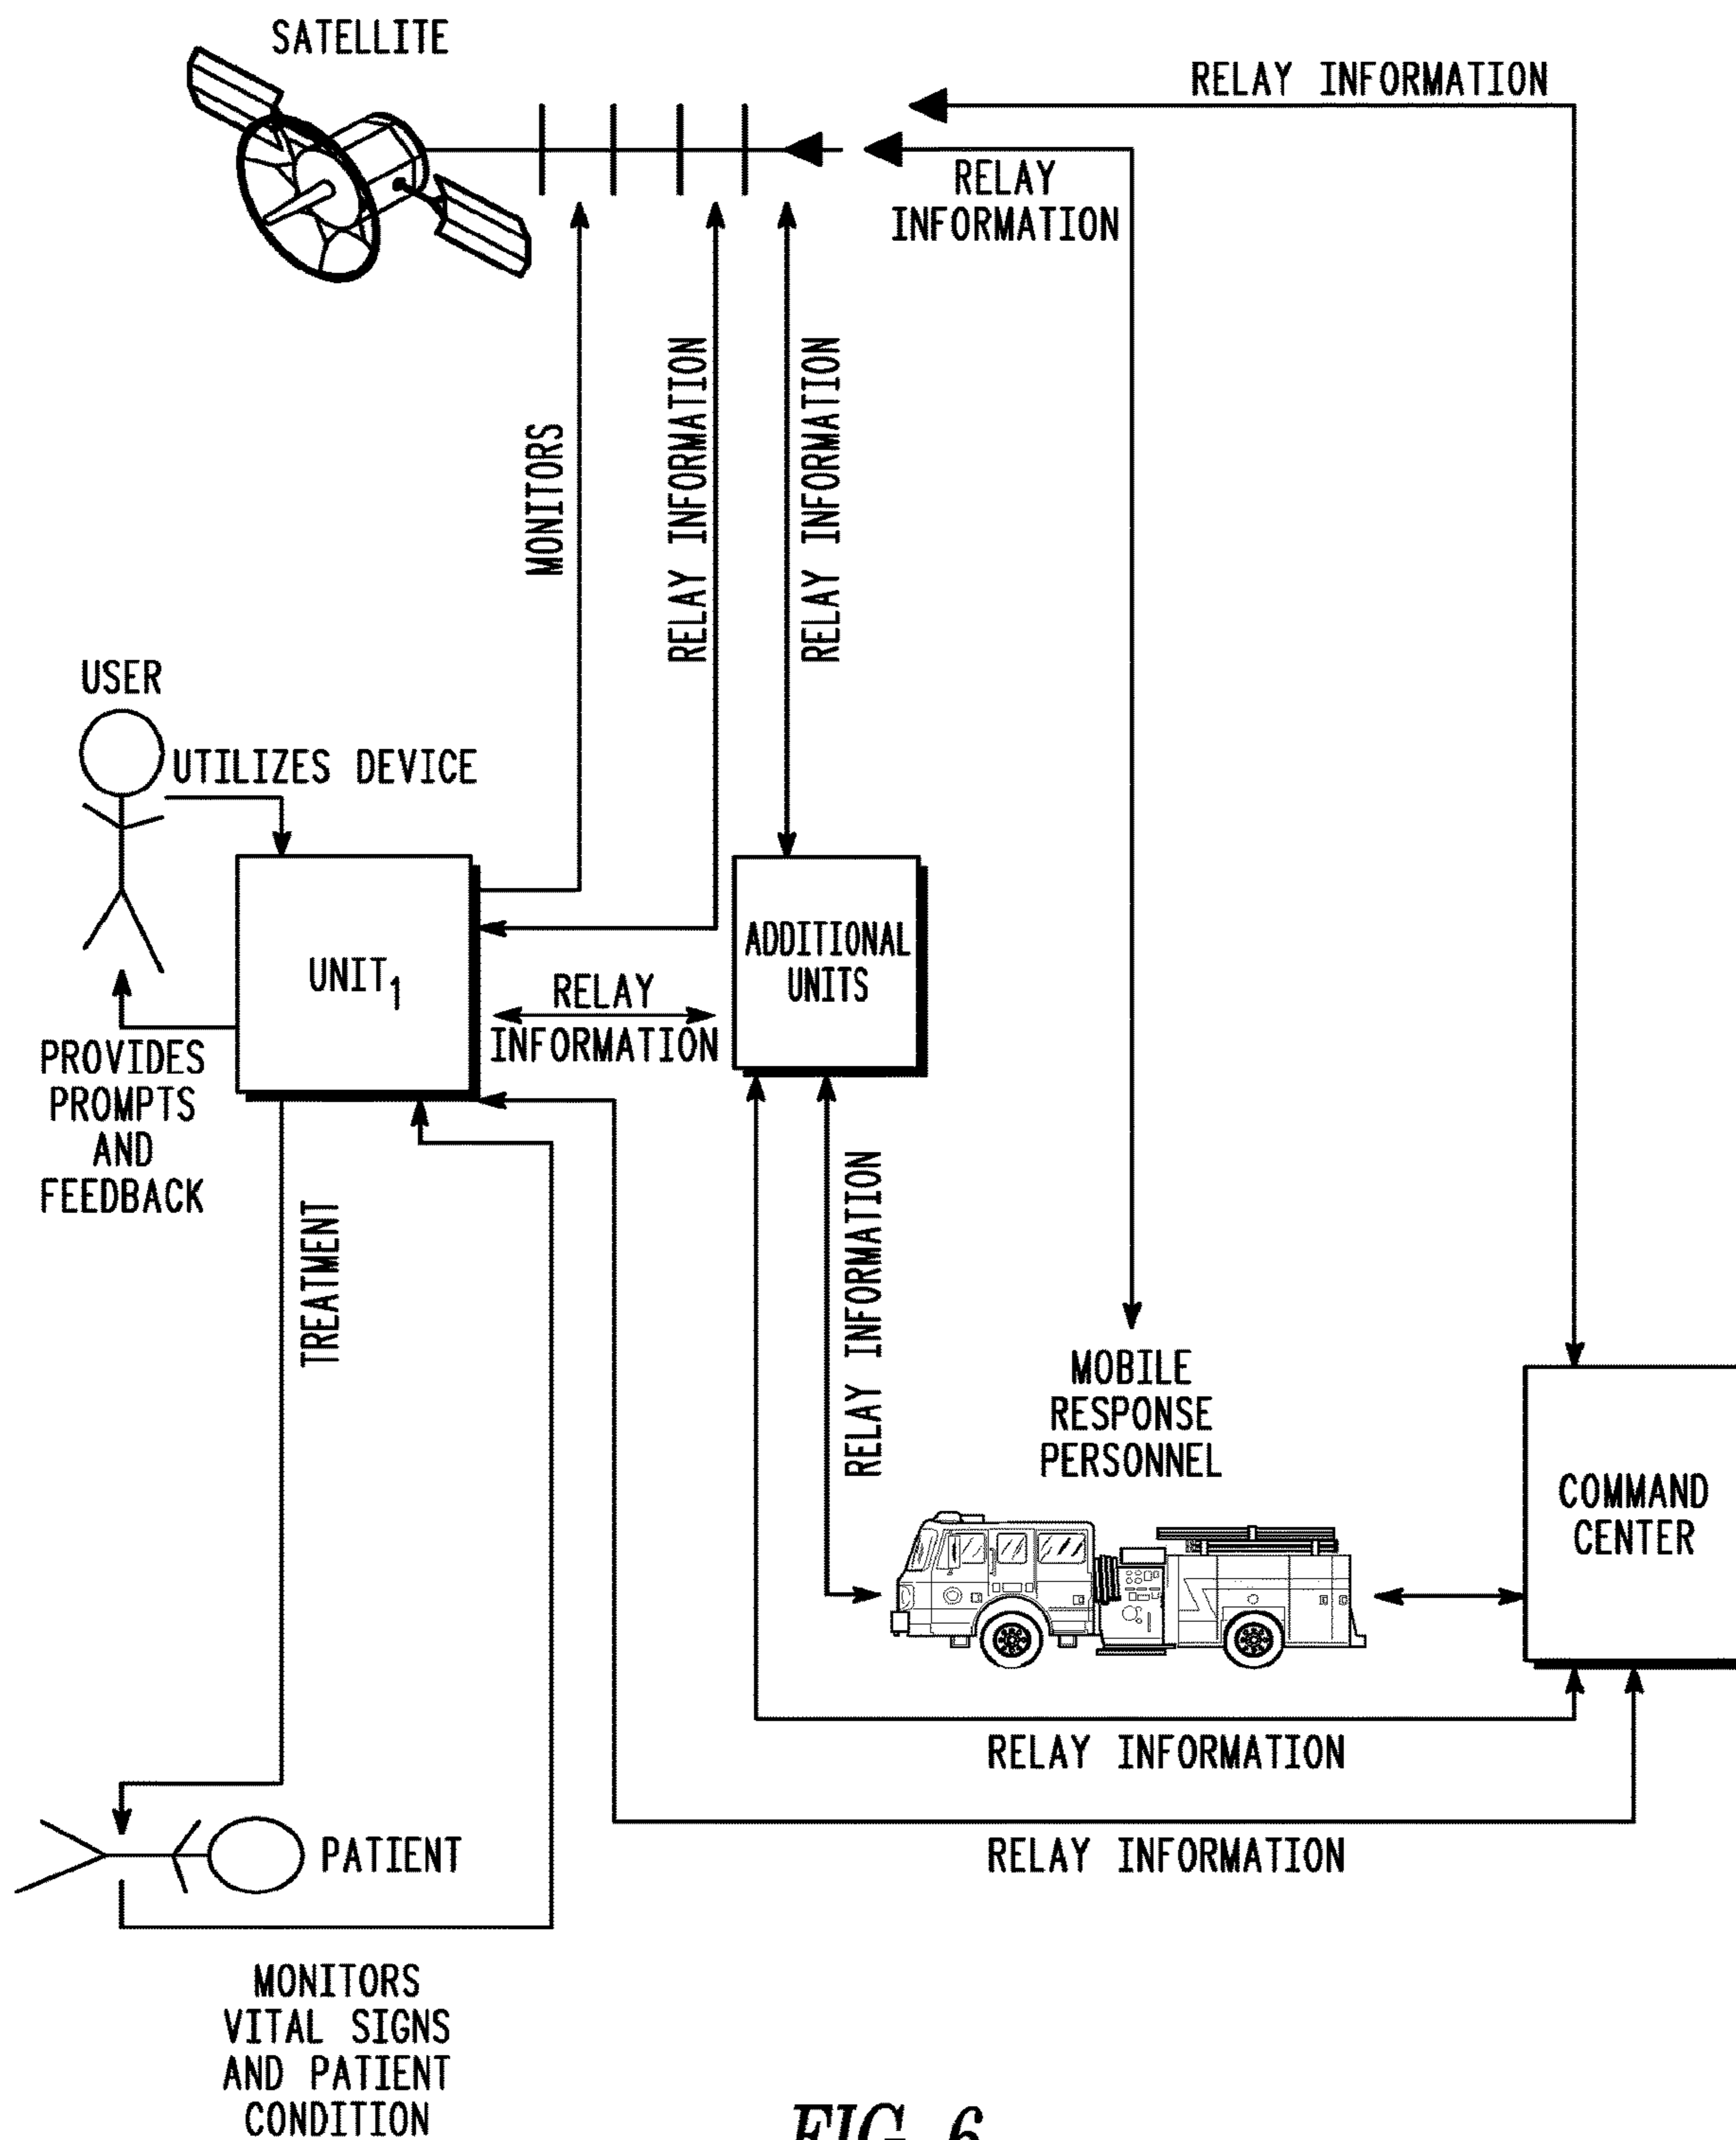 SATELLITE
RELAY INFORMATION
RELAY
INFORMATION
MONITORS
RELAY INFORMATION
RELAY INFORMATION
USER
UTILIZES DEVICE
UNIT1
ADDITIONAL
UNITS
RELAY
INFORMATION
PROVIDES
PROMPTS
AND
FEEDBACK
TREATMENT
RELAY INFORMATION
MOBILE
RESPONSE
PERSONNEL
COMMAND
CENTER
RELAY INFORMATION
RELAY INFORMATION
PATIENT
MONITORS
VITAL SIGNS
AND PATIENT
CONDITION
FIG. 6